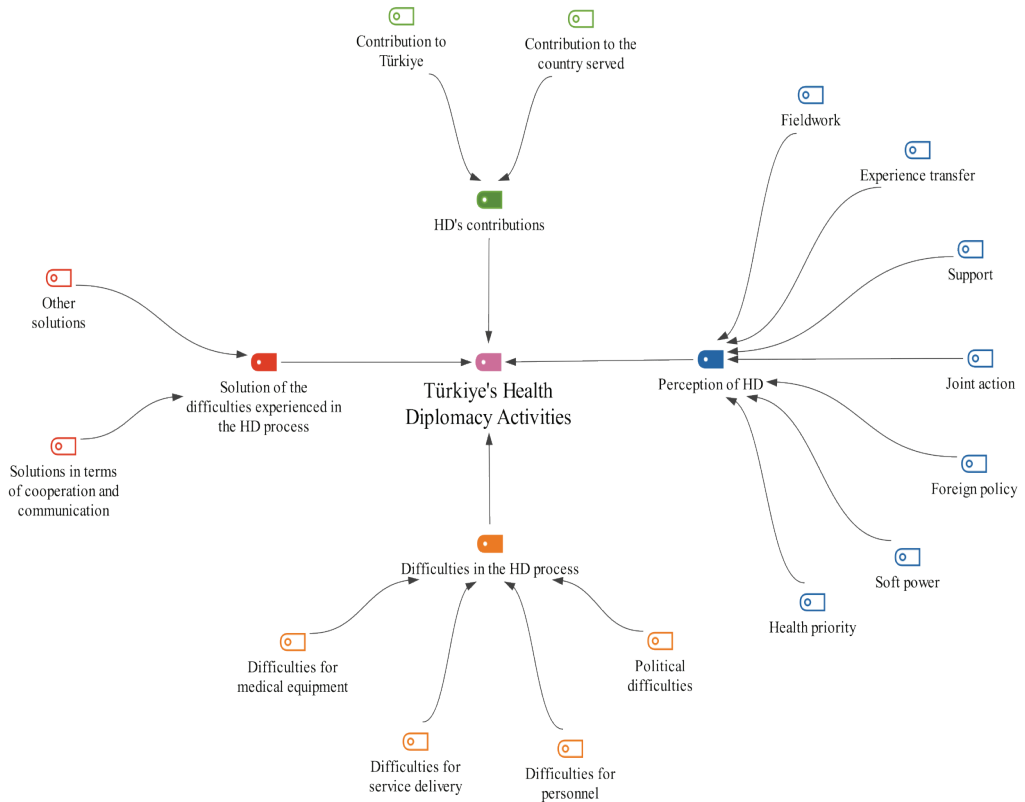 Contribution to
Türkiye
Contribution to the
country served
Fieldwork
Experience transfer
HD's contributions
Support
Other
solutions
Solution of the
difficulties experienced in
the HD process
Türkiye's Health
Diplomacy Activities
Perception of HD
Joint action
Solutions in terms
of cooperation and
communication
Foreign policy
Difficulties in the HD process
Soft power
Health priority
Difficulties for
medical equipment
Political
difficulties
Difficulties for
service delivery
Difficulties for
personnel